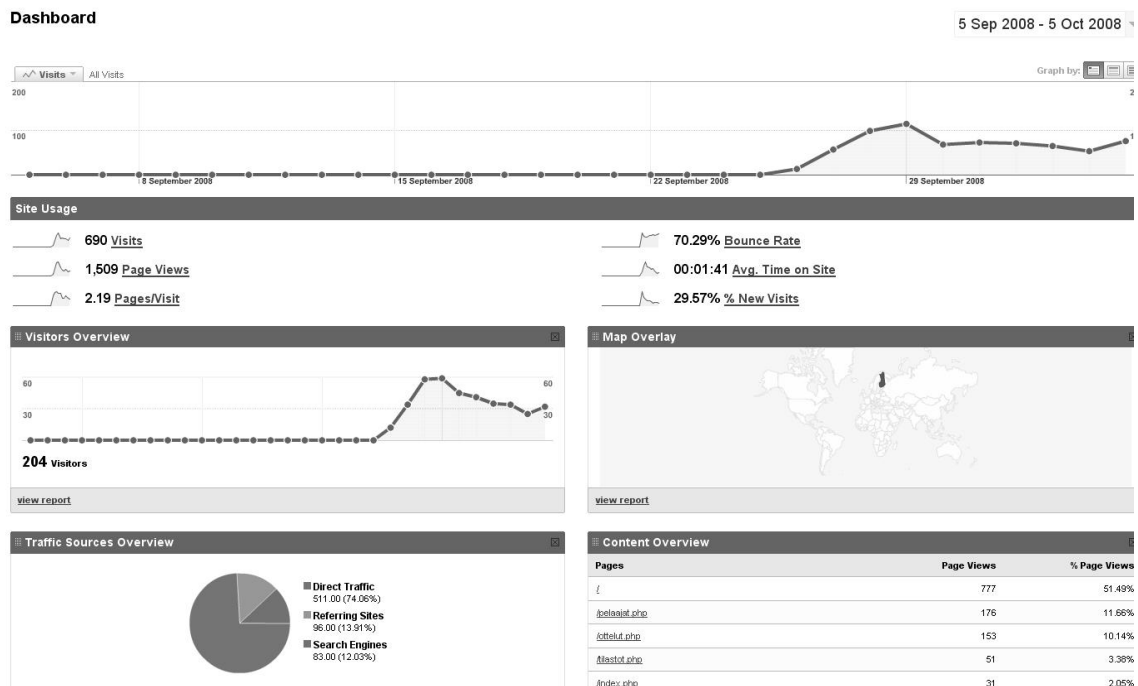 Dashboard
5 Sep 2008 - 5 Oct 2008
Visits All Visits
Graph by:
200
100
8 September 2008 15 September 2008 22 September 2008 29 September 2008
Site Usage
690 Visits
70.29% Bounce Rate
1,509 Page Views
00:01:41 Avg. Time on Site
2.19 Pages/Visit
29.57% % New Visits
Visitors Overview
60 60
30 30
204 Visitors
view report
Map Overlay
view report
Traffic Sources Overview
Direct Traffic
511.00 (74.06%)
Referring Sites
96.00 (13.91%)
Search Engines
83.00 (12.03%)
Content Overview
Pages Page Views % Page Views
/ 777 51.49%
/pelaajat.php 176 11.66%
/ottelut.php 153 10.14%
/tilastot.php 51 3.38%
/index.php 31 2.05%